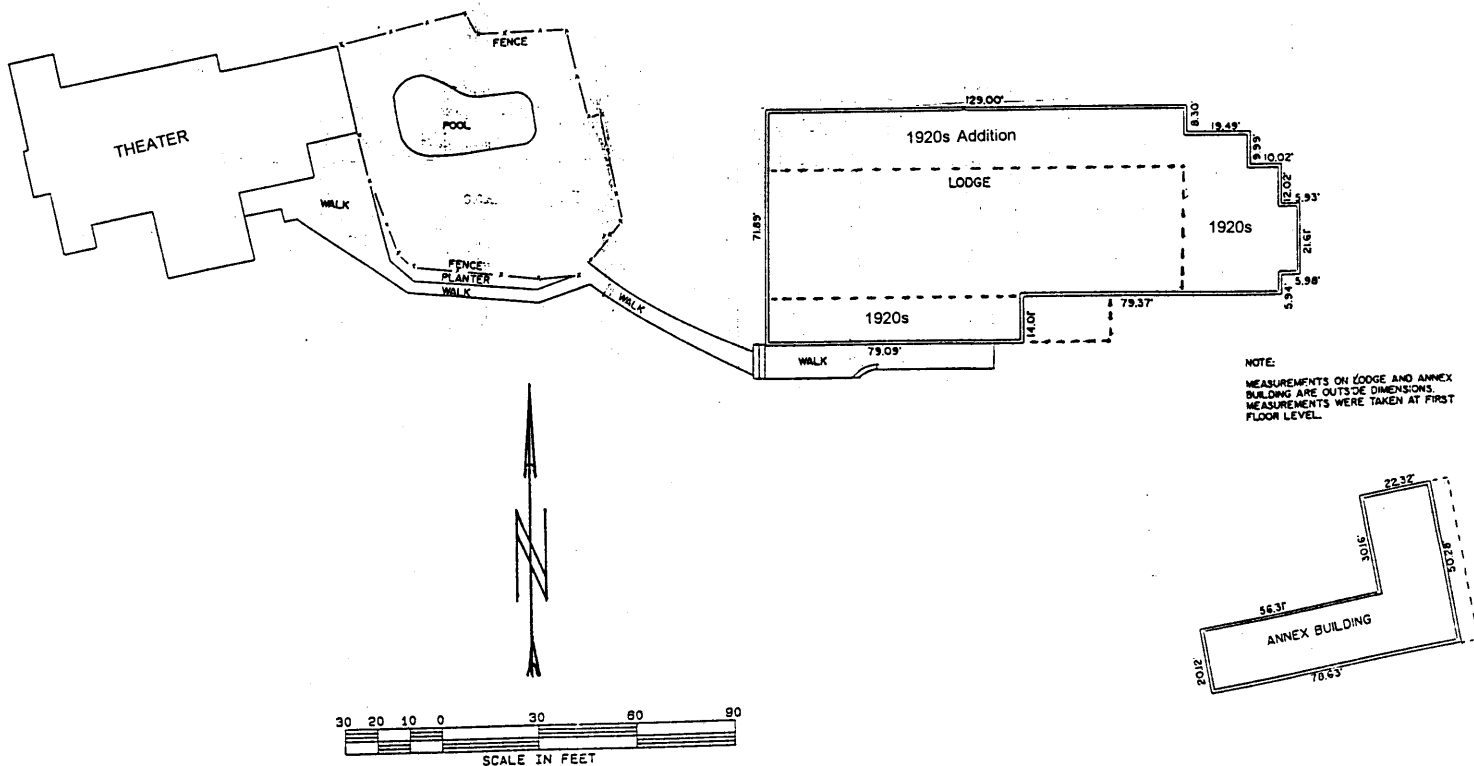 FENCE
POOL
THEATER
WALK
FENCE
PLANTER
WALK
WALK
129.00'
8.30'
19.49'
9.99'
10.02'
12.02'
5.93'
21.61'
5.98'
5.94'
1920s Addition
LODGE
1920s
71.89'
79.37'
1920s
14.01'
79.09'
WALK
NOTE:
MEASUREMENTS ON LODGE AND ANNEX
BUILDING ARE OUTSIDE DIMENSIONS.
MEASUREMENTS WERE TAKEN AT FIRST
FLOOR LEVEL.
22.32'
30.16'
50.28'
56.31'
ANNEX BUILDING
20.12'
78.63'
N
30 20 10 0 30 60 90
SCALE IN FEET